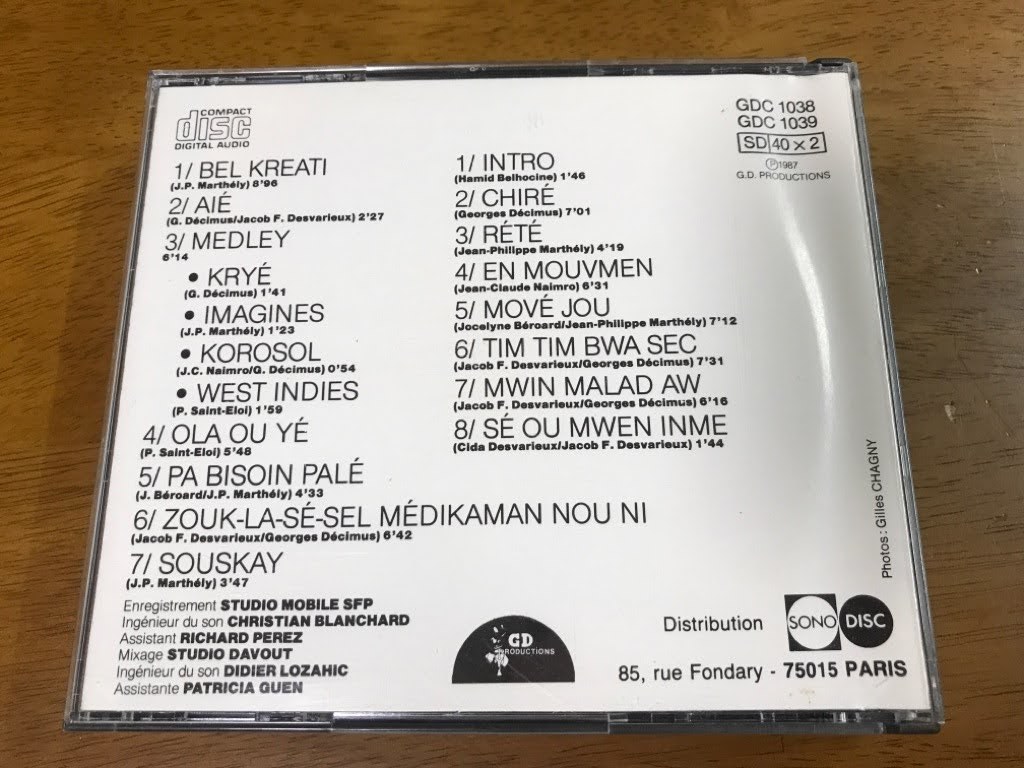 COMPACT
disc
DIGITAL AUDIO
1/ BEL KREATI
(J.P. Marthély) 8'96
2/ AIÉ
(G. Décimus/Jacob F. Desvarieux) 2'27
3/ MEDLEY
6'14
• KRYÉ
(G. Décimus) 1'41
• IMAGINES
(J.P. Marthély) 1'23
• KOROSOL
(J.C. Naimro/G. Décimus) 0'54
• WEST INDIES
(P. Saint-Eloi) 1'59
4/ OLA OU YÉ
(P. Saint-Eloi) 5'48
5/ PA BISOIN PALÉ
(J. Béroard/J.P. Marthély) 4'33
6/ ZOUK-LA-SÉ-SEL MÉDIKAMAN NOU NI
(Jacob F. Desvarieux/Georges Décimus) 6'42
7/ SOUSKAY
(J.P. Marthély) 3'47
1/ INTRO
(Hamid Belhocine) 1'46
2/ CHIRÉ
(Georges Décimus) 7'01
3/ RÉTÉ
(Jean-Philippe Marthély) 4'19
4/ EN MOUVMEN
(Jean-Claude Naimro) 6'31
5/ MOVÉ JOU
(Jocelyne Béroard/Jean-Philippe Marthély) 7'12
6/ TIM TIM BWA SEC
(Jacob F. Desvarieux/Georges Décimus) 7'31
7/ MWIN MALAD AW
(Jacob F. Desvarieux/Georges Décimus) 6'16
8/ SÉ OU MWEN INME
(Cida Desvarieux/Jacob F. Desvarieux) 1'44
GDC 1038
GDC 1039
SD 40 x 2
Ⓟ1987
G.D. PRODUCTIONS
Photos : Gilles CHAGNY
Enregistrement STUDIO MOBILE SFP
Ingénieur du son CHRISTIAN BLANCHARD
Assistant RICHARD PEREZ
Mixage STUDIO DAVOUT
Ingénieur du son DIDIER LOZAHIC
Assistante PATRICIA GUEN
GD
PRODUCTIONS
Distribution SONO DISC
85, rue Fondary - 75015 PARIS